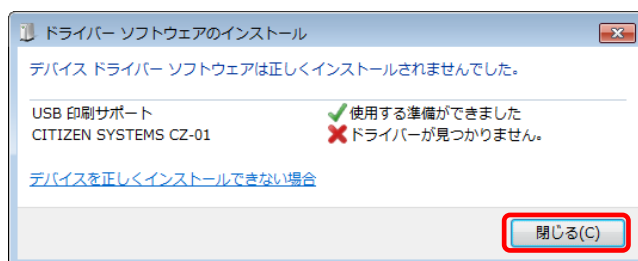 ドライバー ソフトウェアのインストール
デバイス ドライバー ソフトウェアは正しくインストールされませんでした。
USB 印刷サポート 使用する準備ができました
CITIZEN SYSTEMS CZ-01 ドライバーが見つかりません。
デバイスを正しくインストールできない場合
閉じる(C)